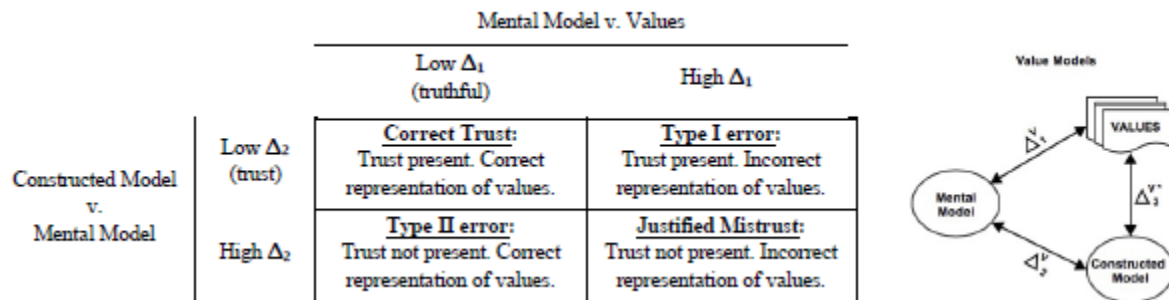 Mental Model v. Values
Low Δ₁
(truthful)
High Δ₁
Constructed Model
v.
Mental Model
Low Δ₂
(trust)
Correct Trust:
Trust present. Correct
representation of values.
Type I error:
Trust present. Incorrect
representation of values.
High Δ₂
Type II error:
Trust not present. Correct
representation of values.
Justified Mistrust:
Trust not present. Incorrect
representation of values.
Value Models
VALUES
Mental
Model
Constructed
Model